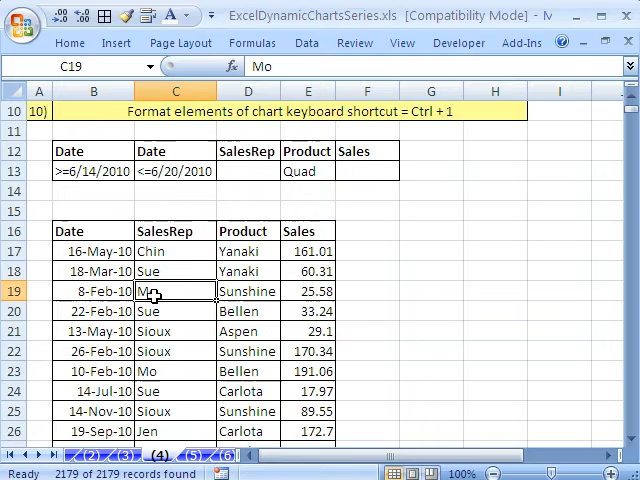 ExcelDynamicChartsSeries.xls [Compatibility Mode] - M
Home Insert Page Layout Formulas Data Review View Developer Add-Ins
C19 Mo
A B C D E F G H I J
10 10) Format elements of chart keyboard shortcut = Ctrl + 1
11
12 Date Date SalesRep Product Sales
13 >=6/14/2010 <=6/20/2010 Quad
14
15
16 Date SalesRep Product Sales
17 16-May-10 Chin Yanaki 161.01
18 18-Mar-10 Sue Yanaki 60.31
19 8-Feb-10 Mo Sunshine 25.58
20 22-Feb-10 Sue Bellen 33.24
21 13-May-10 Sioux Aspen 29.1
22 26-Feb-10 Sioux Sunshine 170.34
23 10-Feb-10 Mo Bellen 191.06
24 14-Jul-10 Sue Carlota 17.97
25 14-Nov-10 Sioux Sunshine 89.55
26 19-Sep-10 Jen Carlota 172.7
(2) (3) (4) (5) (6
Ready 2179 of 2179 records found 100%